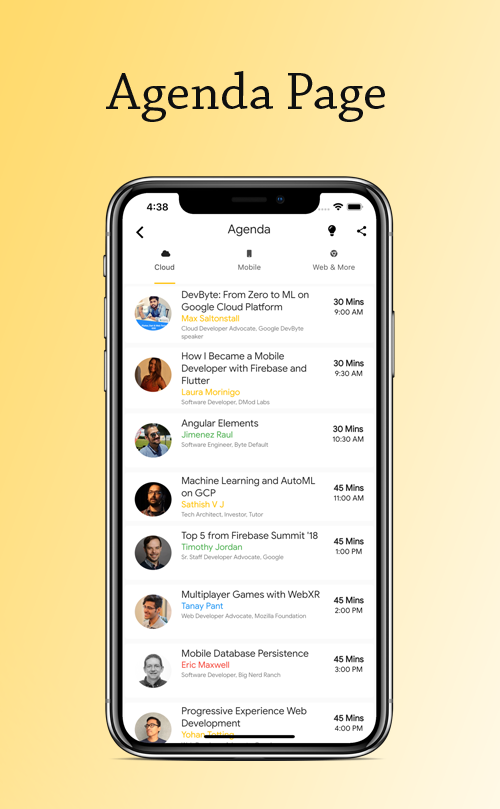 Agenda Page
4:38
Agenda
Cloud
Mobile
Web & More
DevByte: From Zero to ML on
Google Cloud Platform
Max Saltonstall
Cloud Developer Advocate, Google DevByte
speaker
30 Mins
9:00 AM
How I Became a Mobile
Developer with Firebase and
Flutter
Laura Morinigo
Software Developer, DMod Labs
30 Mins
9:30 AM
Angular Elements
Jimenez Raul
Software Engineer, Byte Default
30 Mins
10:30 AM
Machine Learning and AutoML
on GCP
Sathish V J
Tech Architect, Investor, Tutor
45 Mins
11:00 AM
Top 5 from Firebase Summit '18
Timothy Jordan
Sr. Staff Developer Advocate, Google
45 Mins
1:00 PM
Multiplayer Games with WebXR
Tanay Pant
Web Developer Advocate, Mozilla Foundation
45 Mins
2:00 PM
Mobile Database Persistence
Eric Maxwell
Software Developer, Big Nerd Ranch
45 Mins
3:00 PM
Progressive Experience Web
Development
Yohan Totting
45 Mins
4:00 PM